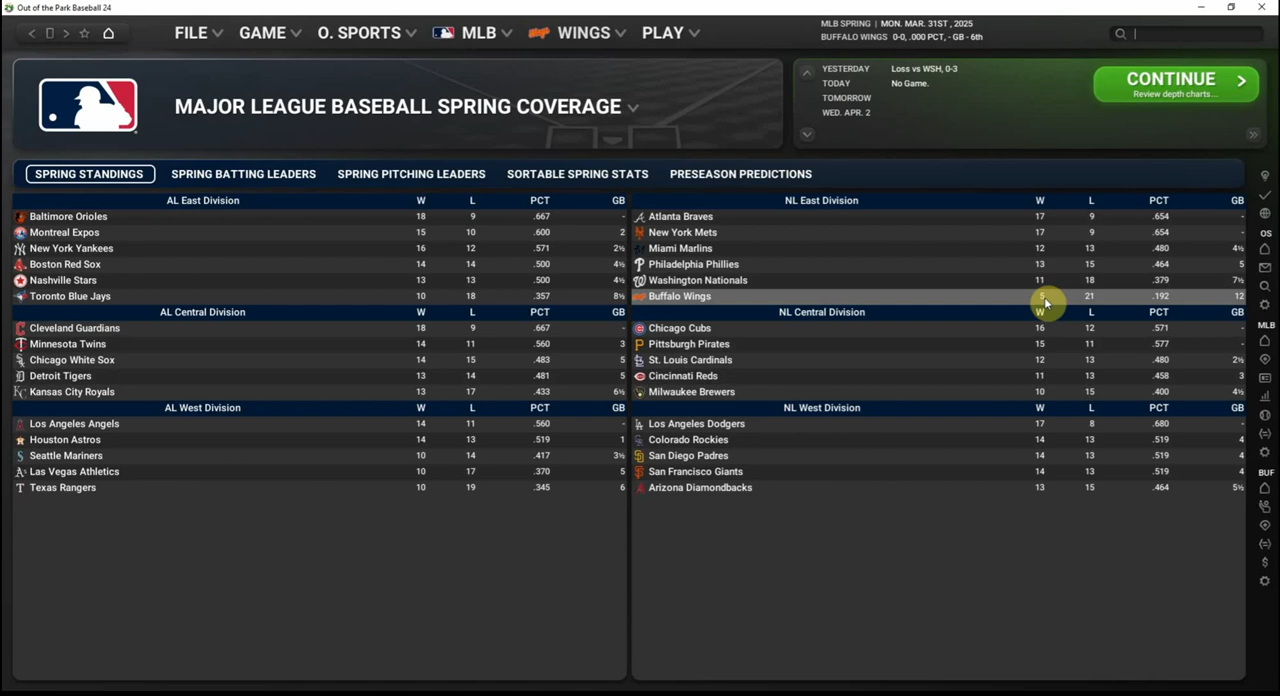 Out of the Park Baseball 24
FILE GAME O. SPORTS MLB WINGS PLAY
MLB SPRING | MON. MAR. 31ST , 2025
BUFFALO WINGS 0-0, .000 PCT, - GB - 6th
MAJOR LEAGUE BASEBALL SPRING COVERAGE
YESTERDAY Loss vs WSH, 0-3
TODAY No Game.
TOMORROW
WED. APR. 2
CONTINUE
Review depth charts...
SPRING STANDINGS SPRING BATTING LEADERS SPRING PITCHING LEADERS SORTABLE SPRING STATS PRESEASON PREDICTIONS
AL East Division W L PCT GB
Baltimore Orioles 18 9 .667 -
Montreal Expos 15 10 .600 2
New York Yankees 16 12 .571 2½
Boston Red Sox 14 14 .500 4½
Nashville Stars 13 13 .500 4½
Toronto Blue Jays 10 18 .357 8½
AL Central Division W L PCT GB
Cleveland Guardians 18 9 .667 -
Minnesota Twins 14 11 .560 3
Chicago White Sox 14 15 .483 5
Detroit Tigers 13 14 .481 5
Kansas City Royals 13 17 .433 6½
AL West Division W L PCT GB
Los Angeles Angels 14 11 .560 -
Houston Astros 14 13 .519 1
Seattle Mariners 10 14 .417 3½
Las Vegas Athletics 10 17 .370 5
Texas Rangers 10 19 .345 6
NL East Division W L PCT GB
Atlanta Braves 17 9 .654 -
New York Mets 17 9 .654 -
Miami Marlins 12 13 .480 4½
Philadelphia Phillies 13 15 .464 5
Washington Nationals 11 18 .379 7½
Buffalo Wings 5 21 .192 12
NL Central Division W L PCT GB
Chicago Cubs 16 12 .571 -
Pittsburgh Pirates 15 11 .577 -
St. Louis Cardinals 12 13 .480 2½
Cincinnati Reds 11 13 .458 3
Milwaukee Brewers 10 15 .400 4½
NL West Division W L PCT GB
Los Angeles Dodgers 17 8 .680 -
Colorado Rockies 14 13 .519 4
San Diego Padres 14 13 .519 4
San Francisco Giants 14 13 .519 4
Arizona Diamondbacks 13 15 .464 5½
OS
MLB
BUF